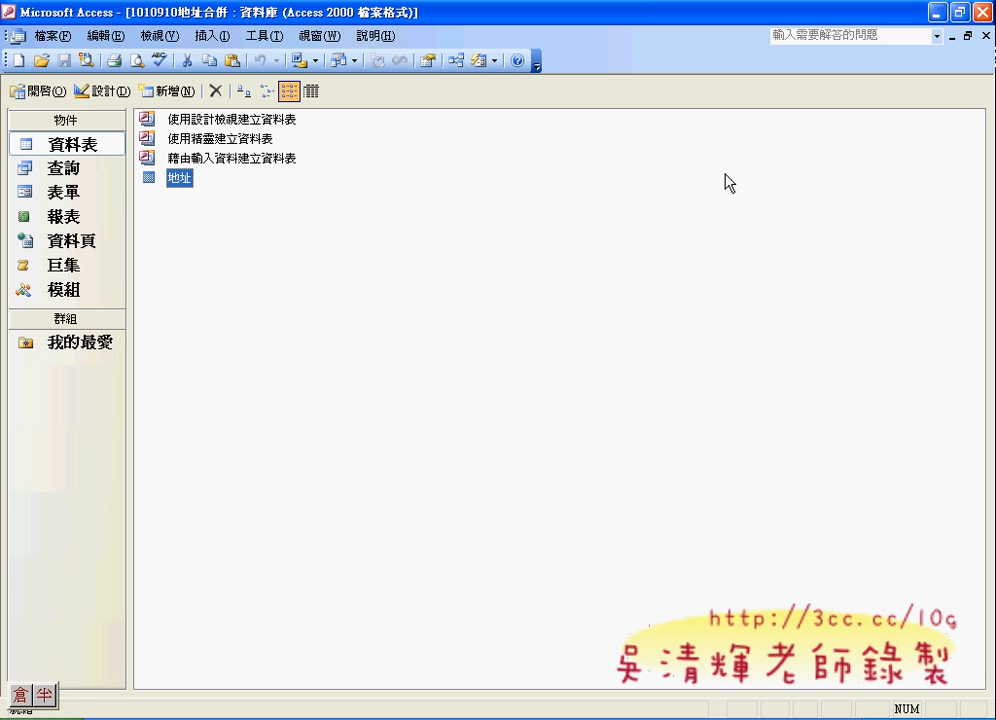 Microsoft Access - [1010910地址合併 : 資料庫 (Access 2000 檔案格式)]
檔案(F) 編輯(E) 檢視(V) 插入(I) 工具(T) 視窗(W) 說明(H) 輸入需要解答的問題
開啓(O) 設計(D) 新增(N)
物件
資料表
查詢
表單
報表
資料頁
巨集
模組
群組
我的最愛
使用設計檢視建立資料表
使用精靈建立資料表
藉由輸入資料建立資料表
地址
http://3cc.cc/10g
吳清輝老師錄製
倉 半
NUM